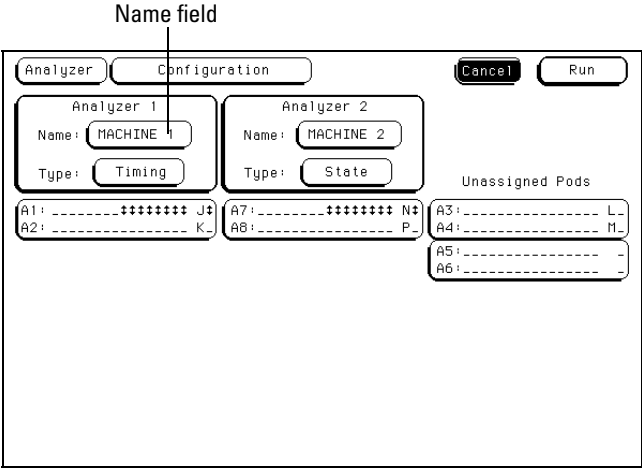 Name field
Analyzer Configuration Cancel Run
Analyzer 1
Name: MACHINE 1
Type: Timing
Analyzer 2
Name: MACHINE 2
Type: State
Unassigned Pods
A1:________↕↕↕↕↕↕↕↕ J↕
A2:________________ K_
A7:________↕↕↕↕↕↕↕↕ N↕
A8:________________ P_
A3:________________ L_
A4:________________ M_
A5:________________ _
A6:________________ _